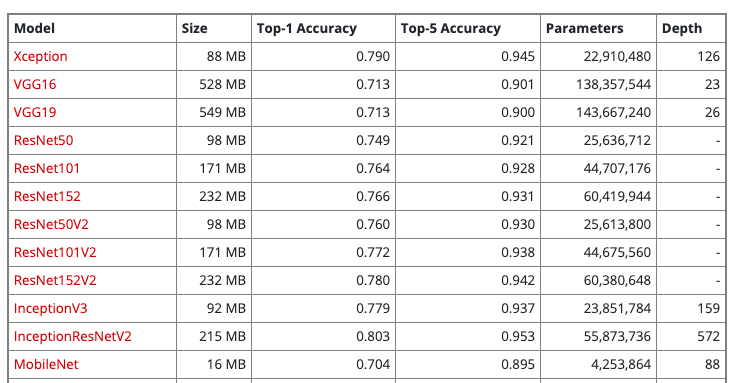 Model Size Top-1 Accuracy Top-5 Accuracy Parameters Depth
Xception 88 MB 0.790 0.945 22,910,480 126
VGG16 528 MB 0.713 0.901 138,357,544 23
VGG19 549 MB 0.713 0.900 143,667,240 26
ResNet50 98 MB 0.749 0.921 25,636,712 -
ResNet101 171 MB 0.764 0.928 44,707,176 -
ResNet152 232 MB 0.766 0.931 60,419,944 -
ResNet50V2 98 MB 0.760 0.930 25,613,800 -
ResNet101V2 171 MB 0.772 0.938 44,675,560 -
ResNet152V2 232 MB 0.780 0.942 60,380,648 -
InceptionV3 92 MB 0.779 0.937 23,851,784 159
InceptionResNetV2 215 MB 0.803 0.953 55,873,736 572
MobileNet 16 MB 0.704 0.895 4,253,864 88